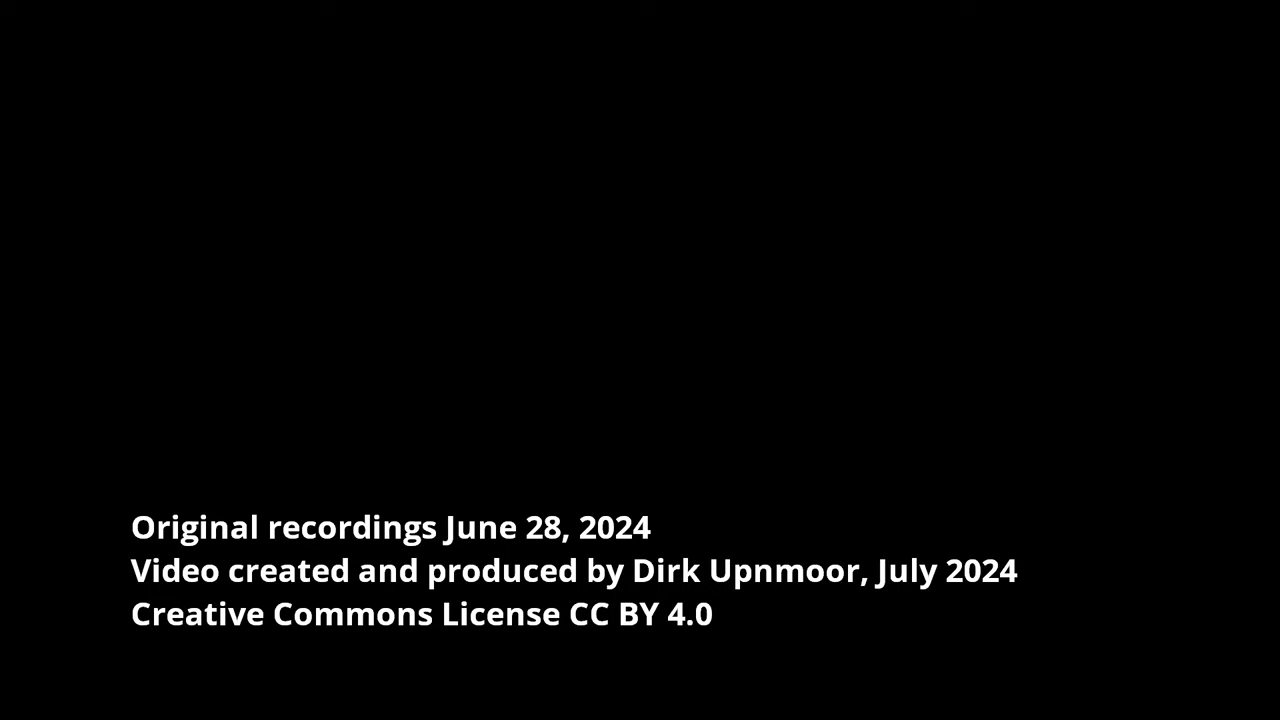 Original recordings June 28, 2024
Video created and produced by Dirk Upnmoor, July 2024
Creative Commons License CC BY 4.0